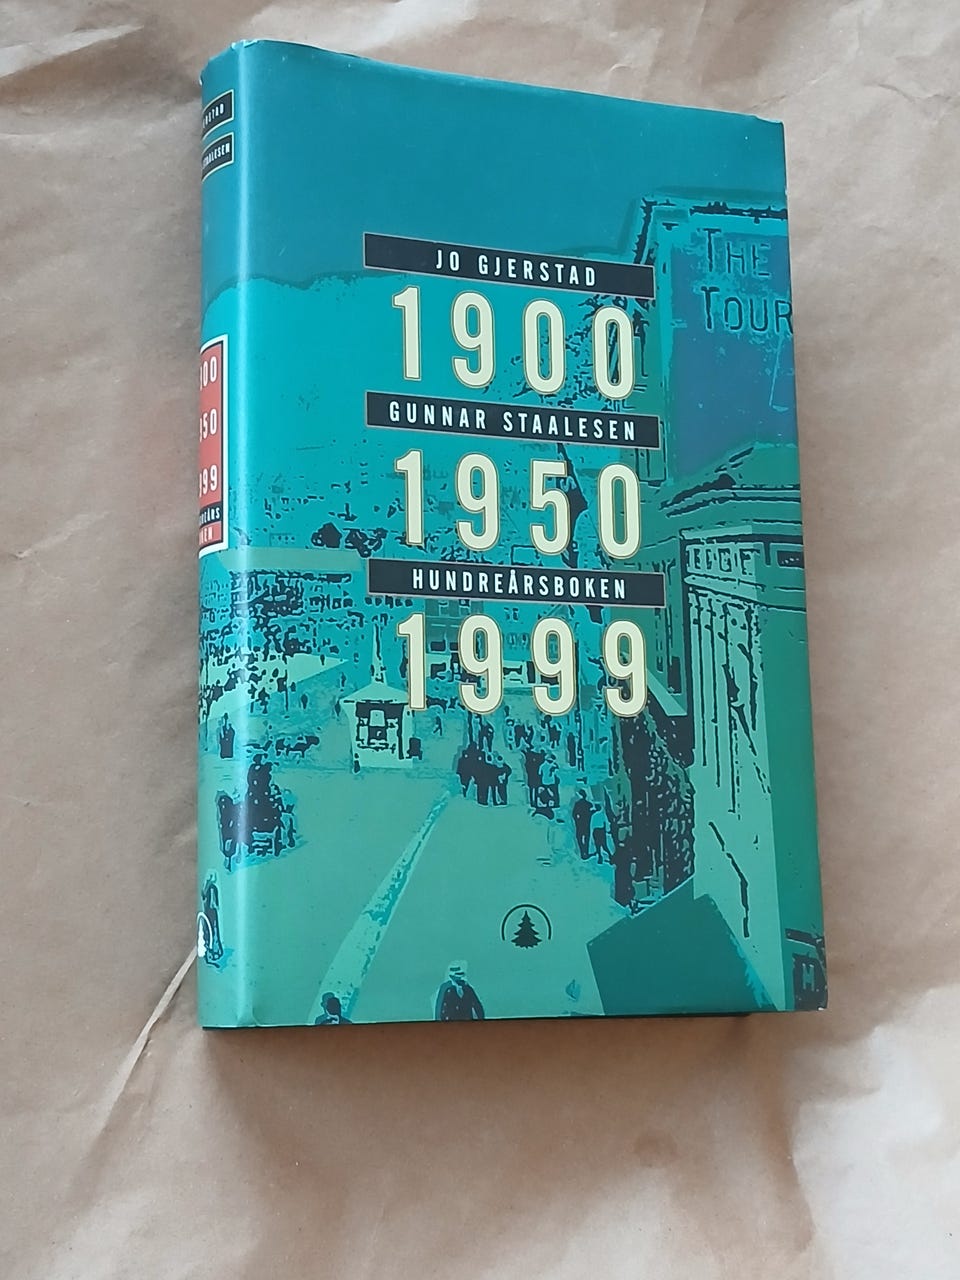 JO GJERSTAD
1900
GUNNAR STAALESEN
1950
HUNDREÅRSBOKEN
1999
THE
TOUR